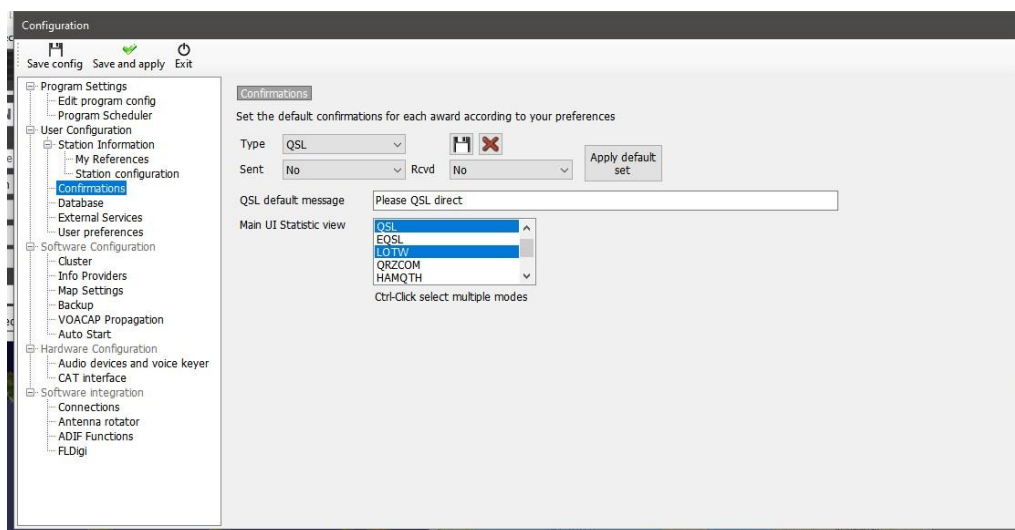 Configuration
Save config Save and apply Exit
Program Settings
Edit program config
Program Scheduler
User Configuration
Station Information
My References
Station configuration
Confirmations
Database
External Services
User preferences
Software Configuration
Cluster
Info Providers
Map Settings
Backup
VOACAP Propagation
Auto Start
Hardware Configuration
Audio devices and voice keyer
CAT interface
Software integration
Connections
Antenna rotator
ADIF Functions
FLDigi
Confirmations
Set the default confirmations for each award according to your preferences
Type QSL
Sent No Rcvd No
Apply default
set
QSL default message Please QSL direct
Main UI Statistic view
QSL
EQSL
LOTW
QRZCOM
HAMQTH
Ctrl-Click select multiple modes